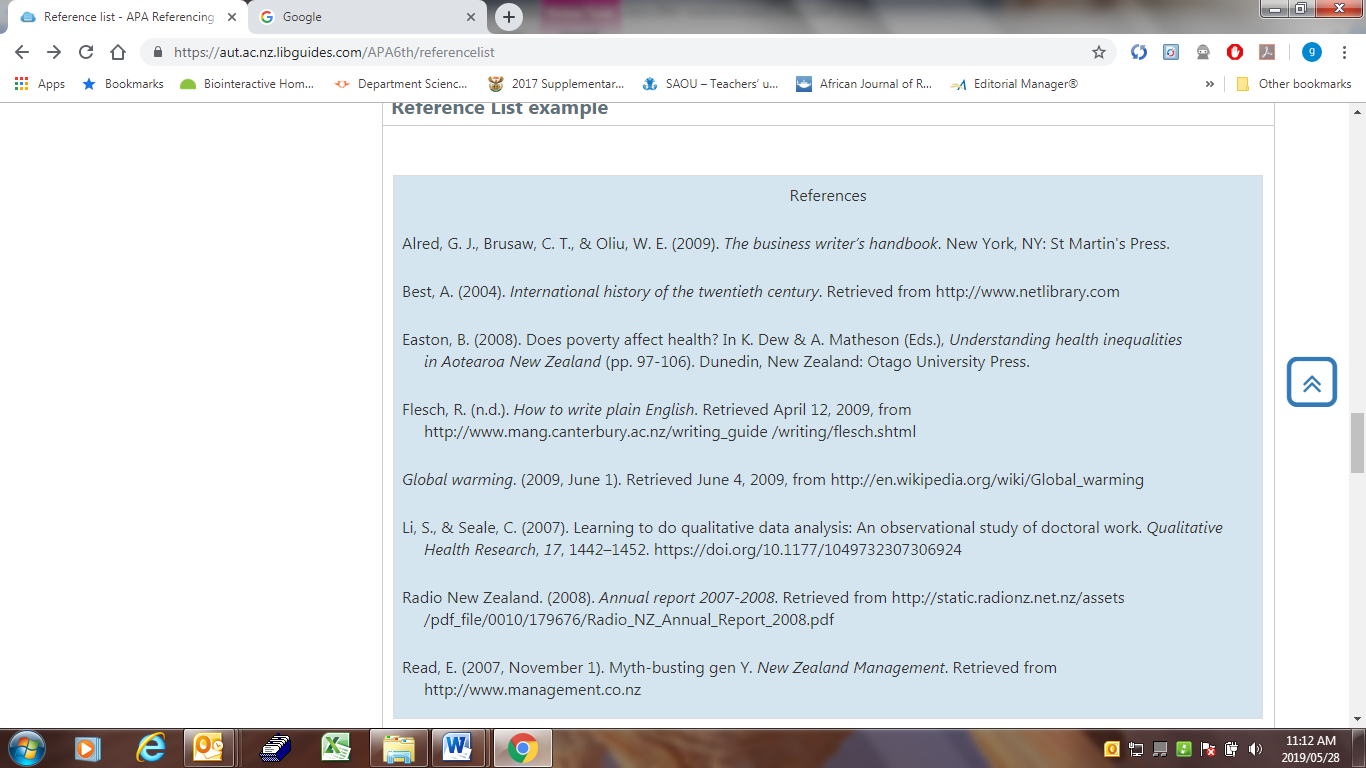 Reference list - APA Referencing
Google
https://aut.ac.nz.libguides.com/APA6th/referencelist
g
Apps
Bookmarks
Biointeractive Hom...
Department Scienc...
2017 Supplementar...
SAOU – Teachers' u...
African Journal of R...
Editorial Manager®
»
Other bookmarks
Reference List example
References
Alred, G. J., Brusaw, C. T., & Oliu, W. E. (2009). The business writer's handbook. New York, NY: St Martin's Press.
Best, A. (2004). International history of the twentieth century. Retrieved from http://www.netlibrary.com
Easton, B. (2008). Does poverty affect health? In K. Dew & A. Matheson (Eds.), Understanding health inequalities
in Aotearoa New Zealand (pp. 97-106). Dunedin, New Zealand: Otago University Press.
Flesch, R. (n.d.). How to write plain English. Retrieved April 12, 2009, from
http://www.mang.canterbury.ac.nz/writing_guide /writing/flesch.shtml
Global warming. (2009, June 1). Retrieved June 4, 2009, from http://en.wikipedia.org/wiki/Global_warming
Li, S., & Seale, C. (2007). Learning to do qualitative data analysis: An observational study of doctoral work. Qualitative
Health Research, 17, 1442–1452. https://doi.org/10.1177/1049732307306924
Radio New Zealand. (2008). Annual report 2007-2008. Retrieved from http://static.radionz.net.nz/assets
/pdf_file/0010/179676/Radio_NZ_Annual_Report_2008.pdf
Read, E. (2007, November 1). Myth-busting gen Y. New Zealand Management. Retrieved from
http://www.management.co.nz
11:12 AM
2019/05/28